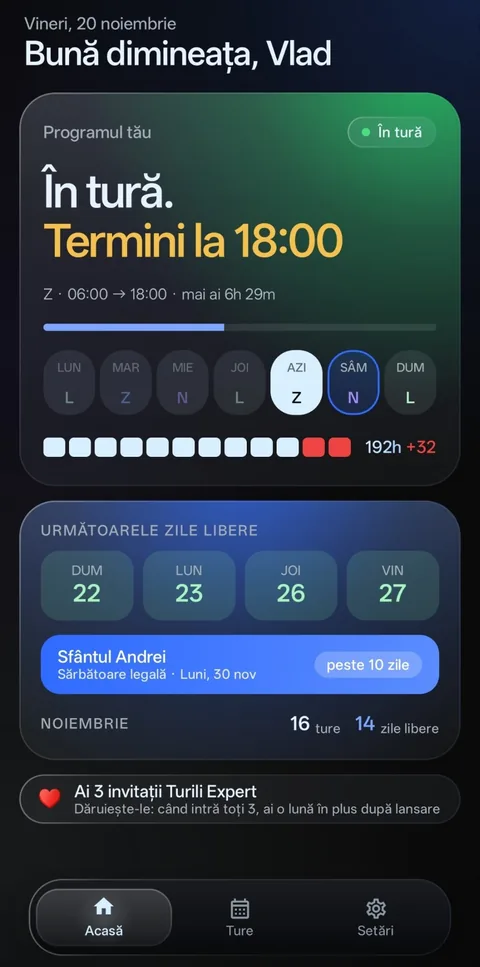 Vineri, 20 noiembrie
Bună dimineața, Vlad
Programul tău
În tură
În tură.
Termini la 18:00
Z · 06:00 → 18:00 · mai ai 6h 29m
LUN MAR MIE JOI AZI SÂM DUM
L Z N L Z N L
192h +32
URMĂTOARELE ZILE LIBERE
DUM LUN JOI VIN
22 23 26 27
Sfântul Andrei
Sărbătoare legală · Luni, 30 nov
peste 10 zile
NOIEMBRIE 16 ture 14 zile libere
Ai 3 invitații Turili Expert
Dăruiește-le: când intră toți 3, ai o lună în plus după lansare
Acasă Ture Setări